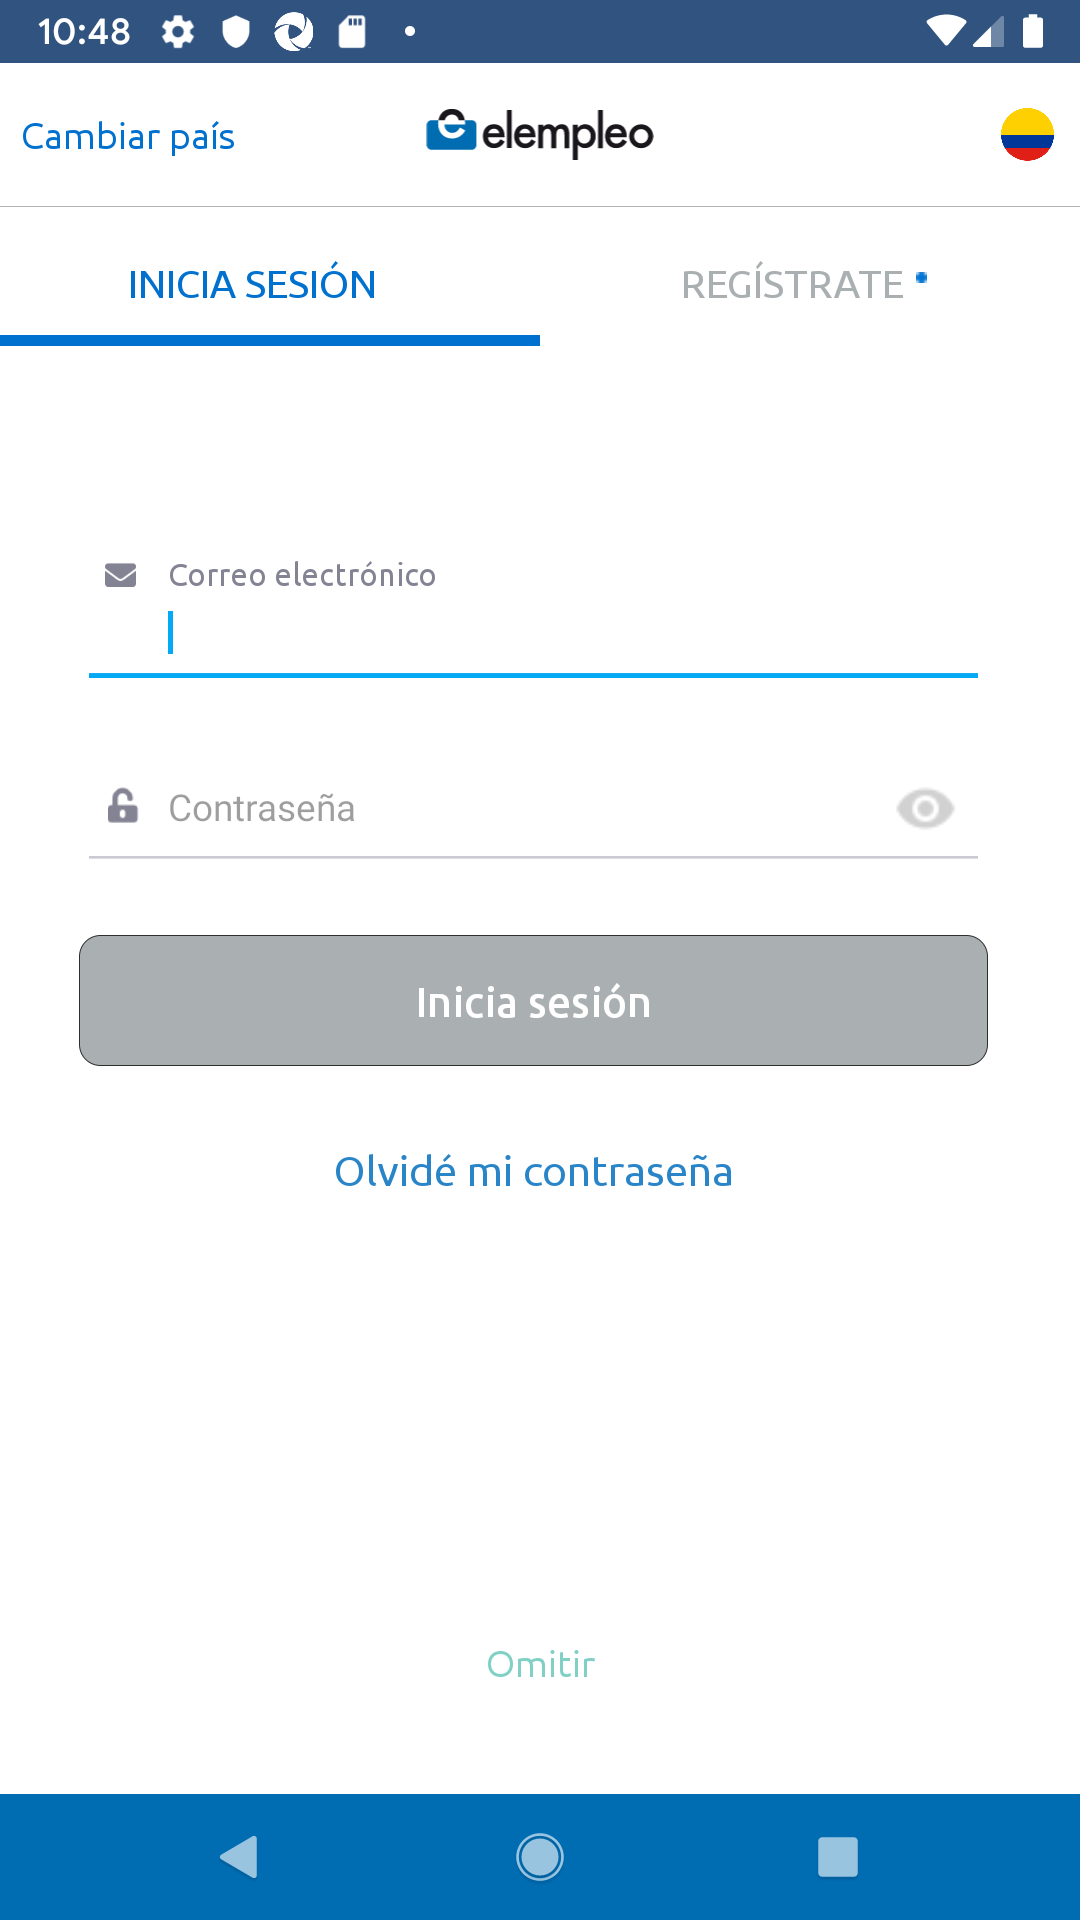 10:48
Cambiar país
elempleo
INICIA SESIÓN
REGÍSTRATE
Correo electrónico
Contraseña
Inicia sesión
Olvidé mi contraseña
Omitir